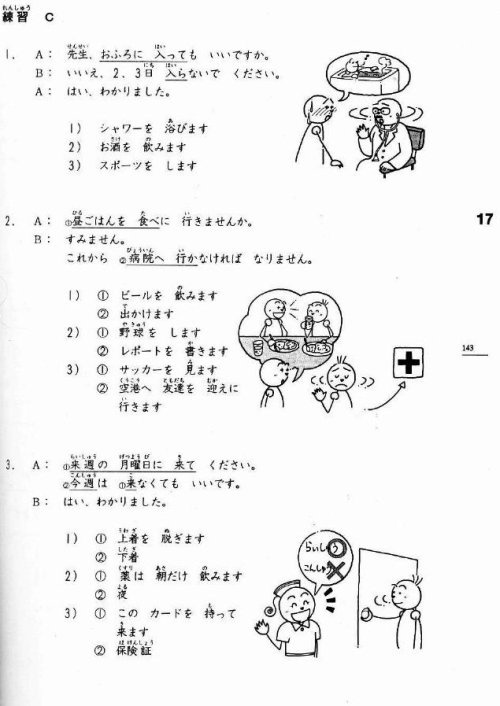 練習 C
1. A： 先生、おふろに 入っても いいですか。
B： いいえ、2、3日 入らないで ください。
A： はい、わかりました。
1) シャワーを 浴びます
2) お酒を 飲みます
3) スポーツを します
2. A： ①昼ごはんを 食べに 行きませんか。
B： すみません。
これから ②病院へ 行かなければ なりません。
1) ① ビールを 飲みます
② 出かけます
2) ① 野球を します
② レポートを 書きます
3) ① サッカーを 見ます
② 空港へ 友達を 迎えに
行きます
3. A： ①来週の 月曜日に 来て ください。
②今週は ①来なくても いいです。
B： はい、わかりました。
1) ① 上着を 脱ぎます
② 下着
2) ① 薬は 朝だけ 飲みます
② 夜
3) ① この カードを 持って
来ます
② 保険証
らいしゅう
こんしゅう
17
143